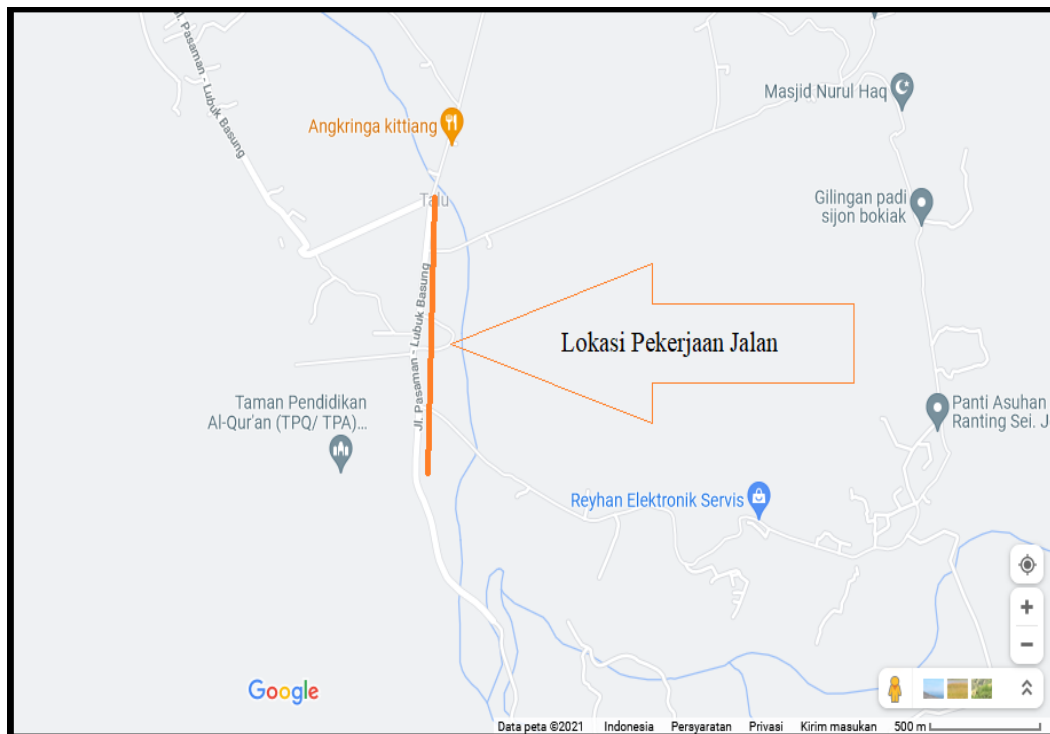 Jl. Pasaman - Lubuk Basung
Masjid Nurul Haq
Angkringa kittiang
Talu
Gilingan padi
sijon bokiak
Jl. Pasaman - Lubuk Basung
Lokasi Pekerjaan Jalan
Taman Pendidikan
Al-Qur'an (TPQ/ TPA)...
Panti Asuhan
Ranting Sei. J
Reyhan Elektronik Servis
Google
Data peta ©2021 Indonesia Persyaratan Privasi Kirim masukan 500 m